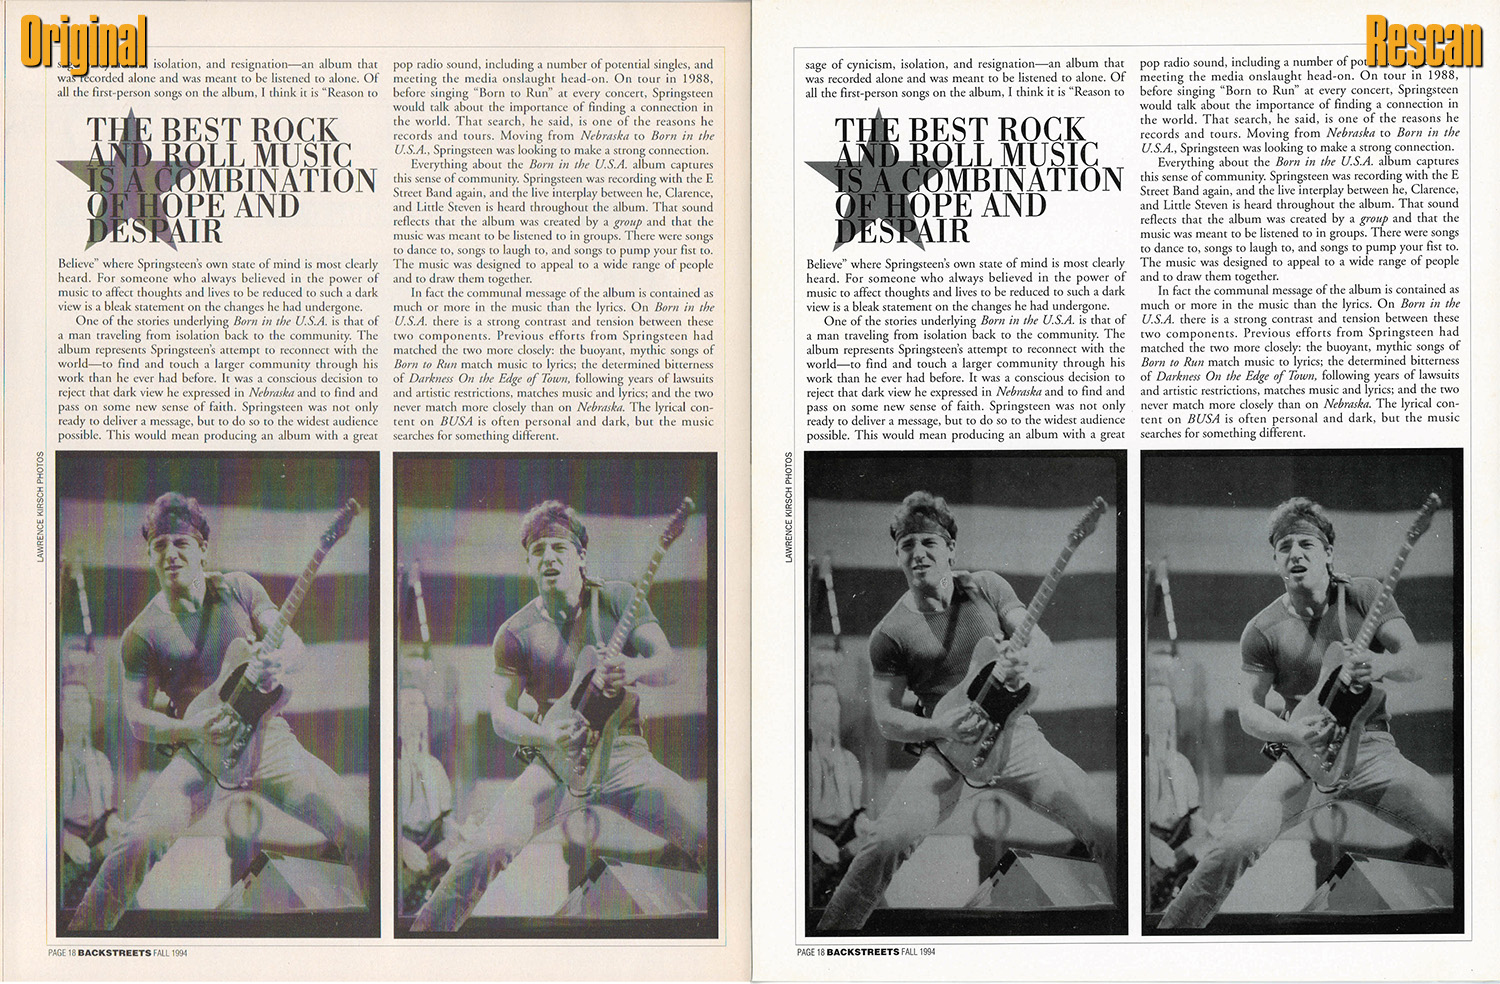 Original
isolation, and resignation—an album that
was recorded alone and was meant to be listened to alone. Of
all the first-person songs on the album, I think it is “Reason to
THE BEST ROCK
AND ROLL MUSIC
IS A COMBINATION
OF HOPE AND
DESPAIR
Believe” where Springsteen’s own state of mind is most clearly
heard. For someone who always believed in the power of
music to affect thoughts and lives to be reduced to such a dark
view is a bleak statement on the changes he had undergone.
One of the stories underlying Born in the U.S.A. is that of
a man traveling from isolation back to the community. The
album represents Springsteen’s attempt to reconnect with the
world—to find and touch a larger community through his
work than he ever had before. It was a conscious decision to
reject that dark view he expressed in Nebraska and to find and
pass on some new sense of faith. Springsteen was not only
ready to deliver a message, but to do so to the widest audience
possible. This would mean producing an album with a great
pop radio sound, including a number of potential singles, and
meeting the media onslaught head-on. On tour in 1988,
before singing “Born to Run” at every concert, Springsteen
would talk about the importance of finding a connection in
the world. That search, he said, is one of the reasons he
records and tours. Moving from Nebraska to Born in the
U.S.A., Springsteen was looking to make a strong connection.
Everything about the Born in the U.S.A. album captures
this sense of community. Springsteen was recording with the E
Street Band again, and the live interplay between he, Clarence,
and Little Steven is heard throughout the album. That sound
reflects that the album was created by a group and that the
music was meant to be listened to in groups. There were songs
to dance to, songs to laugh to, and songs to pump your fist to.
The music was designed to appeal to a wide range of people
and to draw them together.
In fact the communal message of the album is contained as
much or more in the music than the lyrics. On Born in the
U.S.A. there is a strong contrast and tension between these
two components. Previous efforts from Springsteen had
matched the two more closely: the buoyant, mythic songs of
Born to Run match music to lyrics; the determined bitterness
of Darkness On the Edge of Town, following years of lawsuits
and artistic restrictions, matches music and lyrics; and the two
never match more closely than on Nebraska. The lyrical con-
tent on BUSA is often personal and dark, but the music
searches for something different.
LAWRENCE KIRSCH PHOTOS
PAGE 18 BACKSTREETS FALL 1994
Rescan
sage of cynicism, isolation, and resignation—an album that
was recorded alone and was meant to be listened to alone. Of
all the first-person songs on the album, I think it is “Reason to
THE BEST ROCK
AND ROLL MUSIC
IS A COMBINATION
OF HOPE AND
DESPAIR
Believe” where Springsteen’s own state of mind is most clearly
heard. For someone who always believed in the power of
music to affect thoughts and lives to be reduced to such a dark
view is a bleak statement on the changes he had undergone.
One of the stories underlying Born in the U.S.A. is that of
a man traveling from isolation back to the community. The
album represents Springsteen’s attempt to reconnect with the
world—to find and touch a larger community through his
work than he ever had before. It was a conscious decision to
reject that dark view he expressed in Nebraska and to find and
pass on some new sense of faith. Springsteen was not only
ready to deliver a message, but to do so to the widest audience
possible. This would mean producing an album with a great
pop radio sound, including a number of
meeting the media onslaught head-on. On tour in 1988,
before singing “Born to Run” at every concert, Springsteen
would talk about the importance of finding a connection in
the world. That search, he said, is one of the reasons he
records and tours. Moving from Nebraska to Born in the
U.S.A., Springsteen was looking to make a strong connection.
Everything about the Born in the U.S.A. album captures
this sense of community. Springsteen was recording with the E
Street Band again, and the live interplay between he, Clarence,
and Little Steven is heard throughout the album. That sound
reflects that the album was created by a group and that the
music was meant to be listened to in groups. There were songs
to dance to, songs to laugh to, and songs to pump your fist to.
The music was designed to appeal to a wide range of people
and to draw them together.
In fact the communal message of the album is contained as
much or more in the music than the lyrics. On Born in the
U.S.A. there is a strong contrast and tension between these
two components. Previous efforts from Springsteen had
matched the two more closely: the buoyant, mythic songs of
Born to Run match music to lyrics; the determined bitterness
of Darkness On the Edge of Town, following years of lawsuits
and artistic restrictions, matches music and lyrics; and the two
never match more closely than on Nebraska. The lyrical con-
tent on BUSA is often personal and dark, but the music
searches for something different.
LAWRENCE KIRSCH PHOTOS
PAGE 18 BACKSTREETS FALL 1994